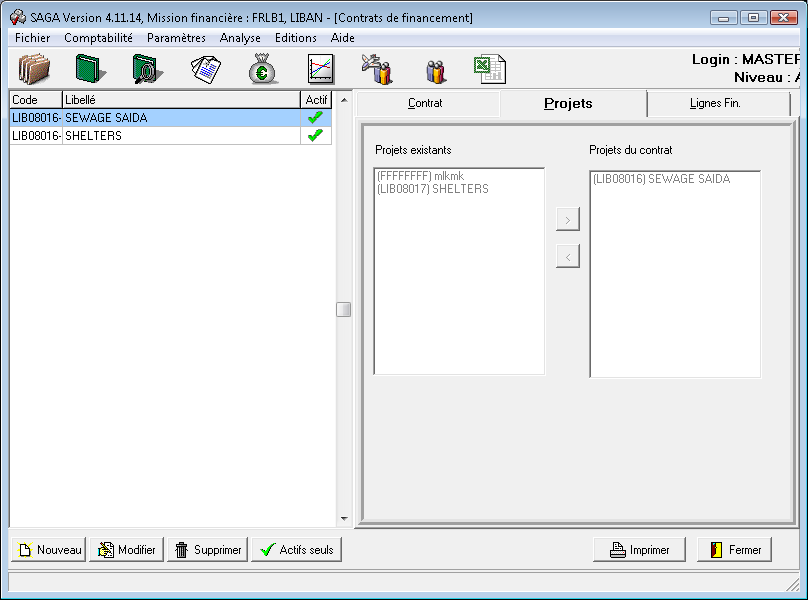 SAGA Version 4.11.14, Mission financière : FRLB1, LIBAN - [Contrats de financement]
Fichier Comptabilité Paramètres Analyse Editions Aide
Login : MASTER
Niveau : A
Code Libellé Actif
LIB08016- SEWAGE SAIDA
LIB08016- SHELTERS
Contrat Projets Lignes Fin.
Projets existants Projets du contrat
(FFFFFFFF) mlkmk
(LIB08017) SHELTERS
(LIB08016) SEWAGE SAIDA
>
<
Nouveau Modifier Supprimer Actifs seuls Imprimer Fermer